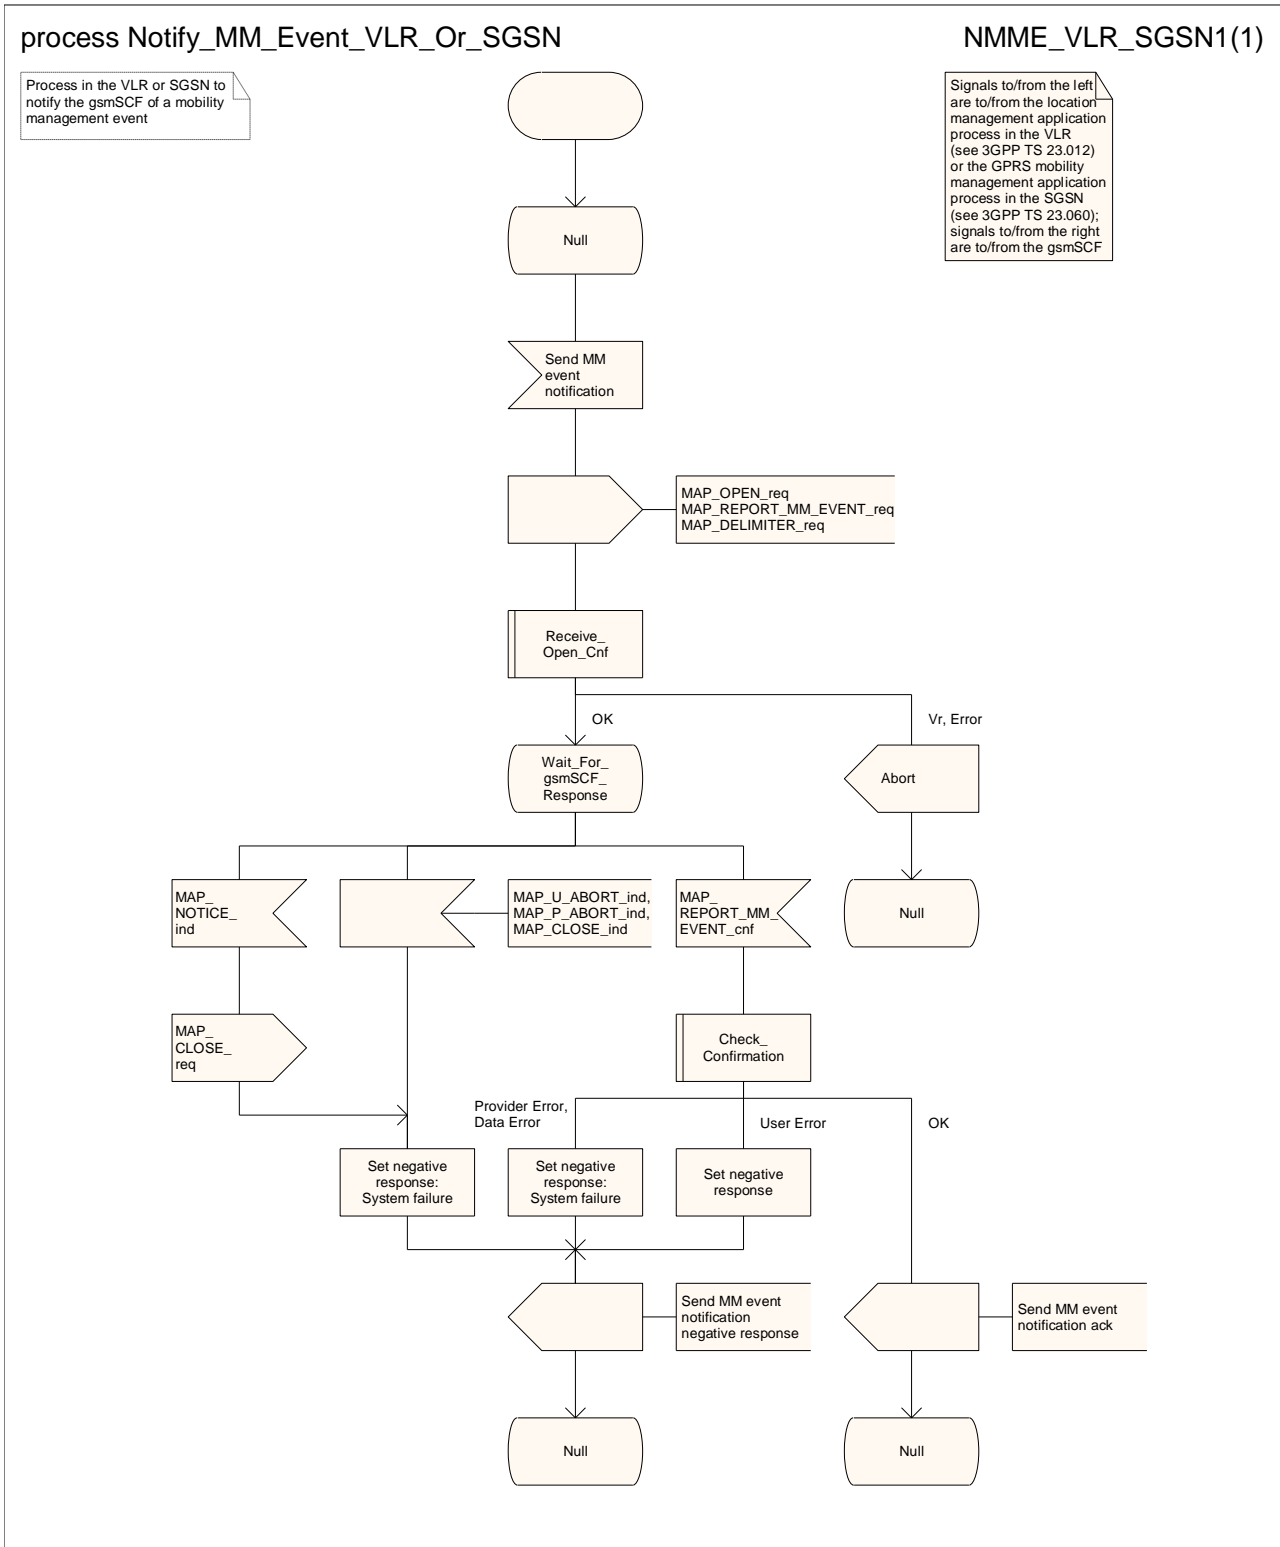 process Notify_MM_Event_VLR_Or_SGSN
NMME_VLR_SGSN1(1)
Process in the VLR or SGSN to
notify the gsmSCF of a mobility
management event
Signals to/from the left
are to/from the location
management application
process in the VLR
(see 3GPP TS 23.012)
or the GPRS mobility
management application
process in the SGSN
(see 3GPP TS 23.060);
signals to/from the right
are to/from the gsmSCF
Null
Send MM
event
notification
MAP_OPEN_req
MAP_REPORT_MM_EVENT_req
MAP_DELIMITER_req
Receive_
Open_Cnf
OK
Vr, Error
Wait_For_
gsmSCF_
Response
Abort
MAP_
NOTICE_
ind
MAP_U_ABORT_ind,
MAP_P_ABORT_ind,
MAP_CLOSE_ind
MAP_
REPORT_MM_
EVENT_cnf
Null
MAP_
CLOSE_
req
Check_
Confirmation
Provider Error,
Data Error
User Error
OK
Set negative
response:
System failure
Set negative
response:
System failure
Set negative
response
Send MM event
notification
negative response
Send MM event
notification ack
Null
Null